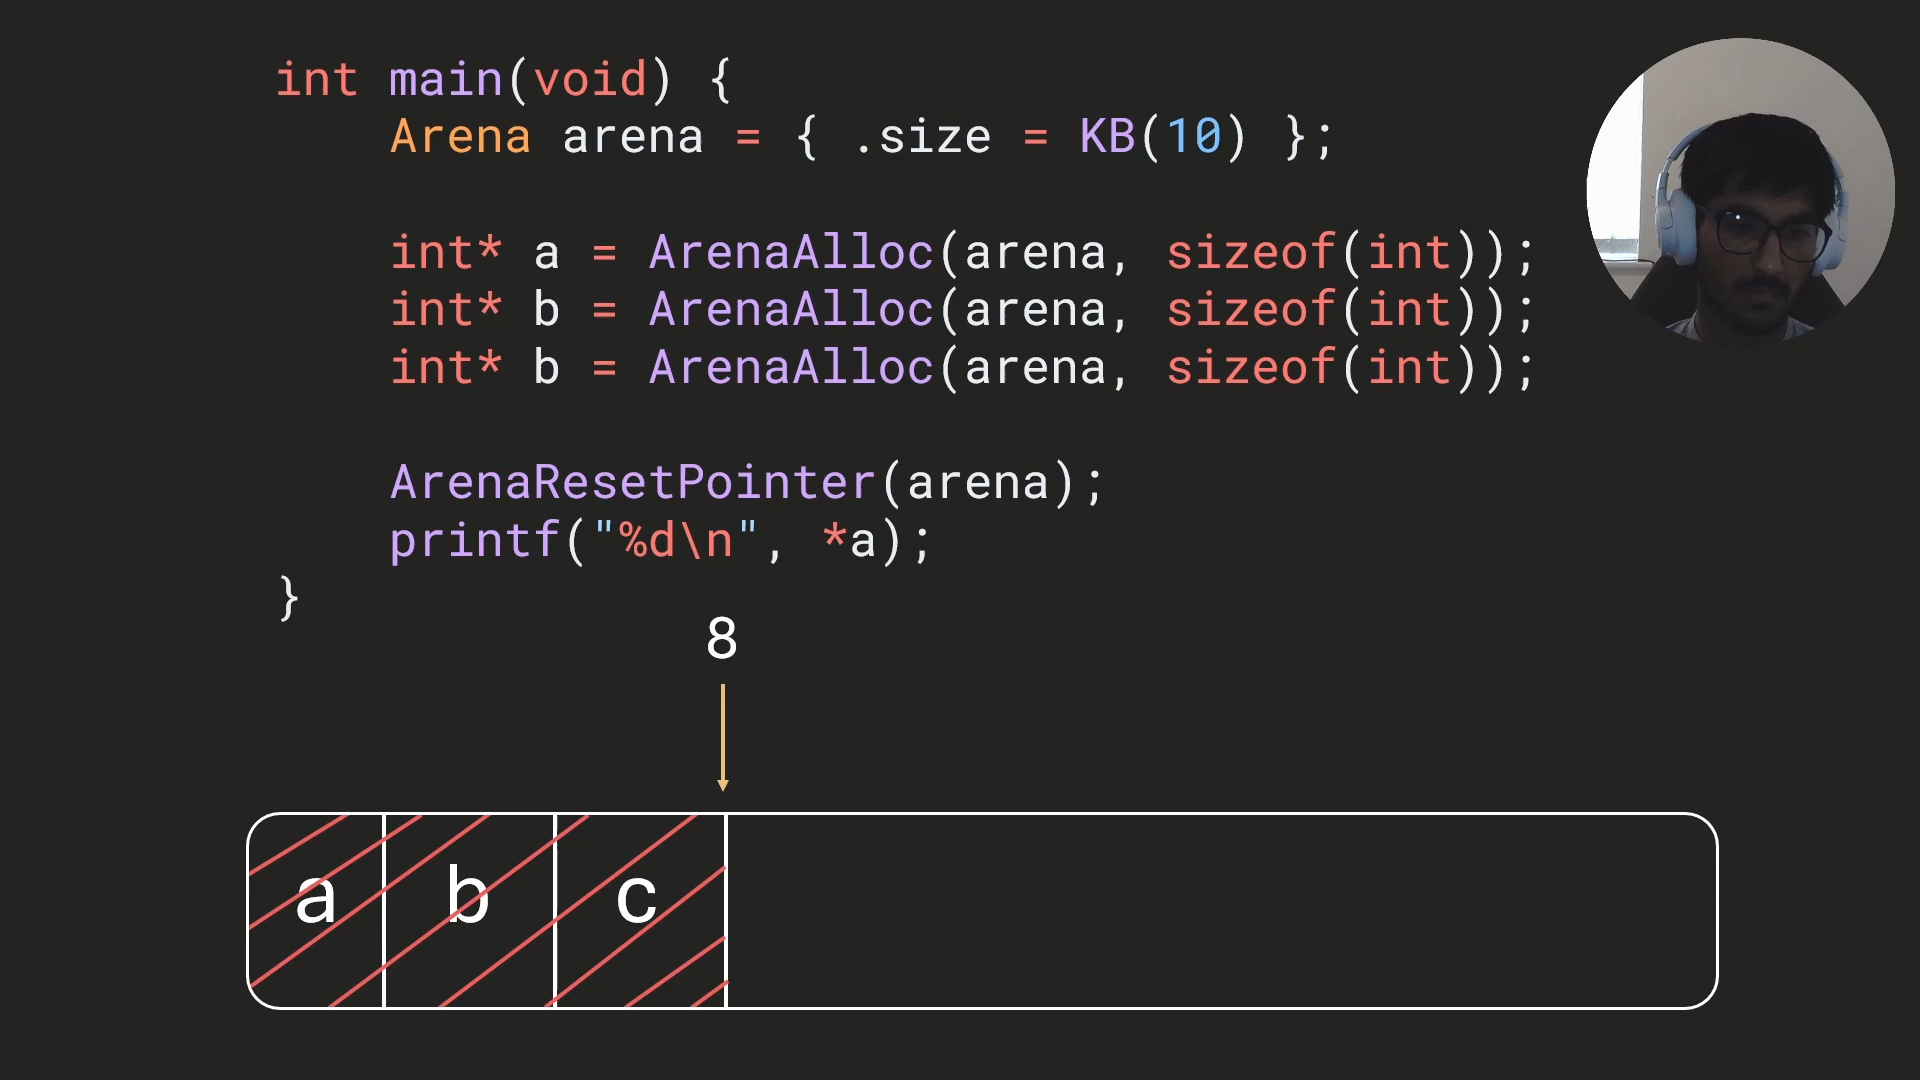 int main(void) {
    Arena arena = { .size = KB(10) };

    int* a = ArenaAlloc(arena, sizeof(int));
    int* b = ArenaAlloc(arena, sizeof(int));
    int* b = ArenaAlloc(arena, sizeof(int));

    ArenaResetPointer(arena);
    printf("%d\n", *a);
}
8
a b c